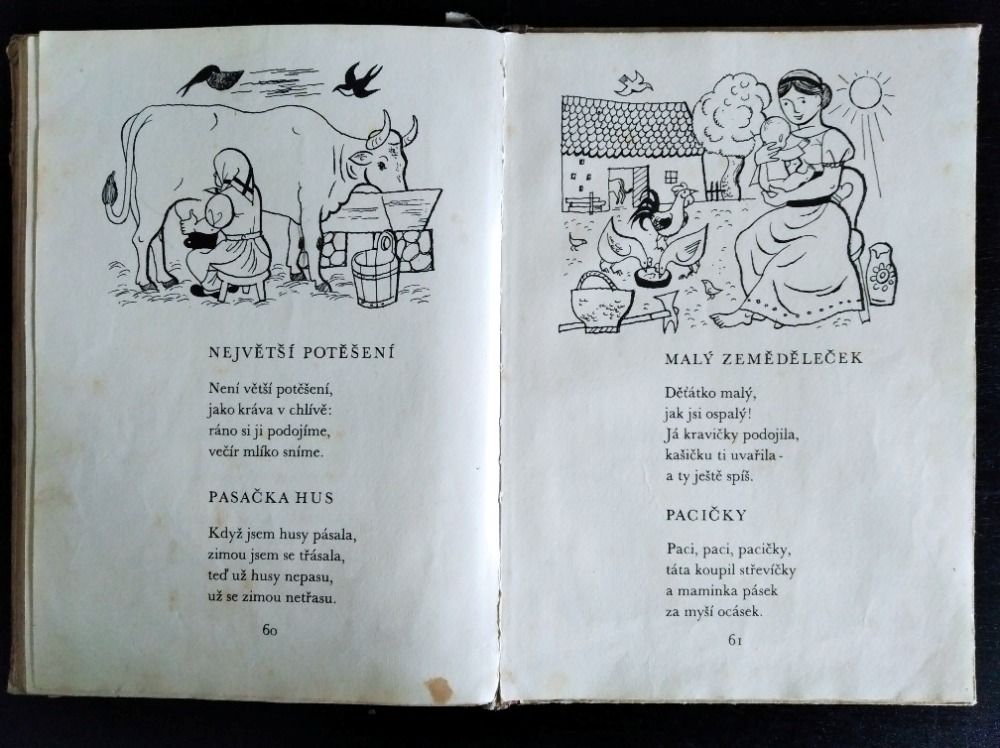 NEJVĚTŠÍ POTĚŠENÍ
Není větší potěšení,
jako kráva v chlívě:
ráno si ji podojíme,
večír mlíko sníme.
PASAČKA HUS
Když jsem husy pásala,
zimou jsem se třásala,
teď už husy nepasu,
už se zimou netřasu.
60
MALÝ ZEMĚDĚLEČEK
Děťátko malý,
jak jsi ospalý!
Já kravičky podojila,
kašičku ti uvařila -
a ty ještě spíš.
PACIČKY
Paci, paci, pacičky,
táta koupil střevíčky
a maminka pásek
za myší ocásek.
61